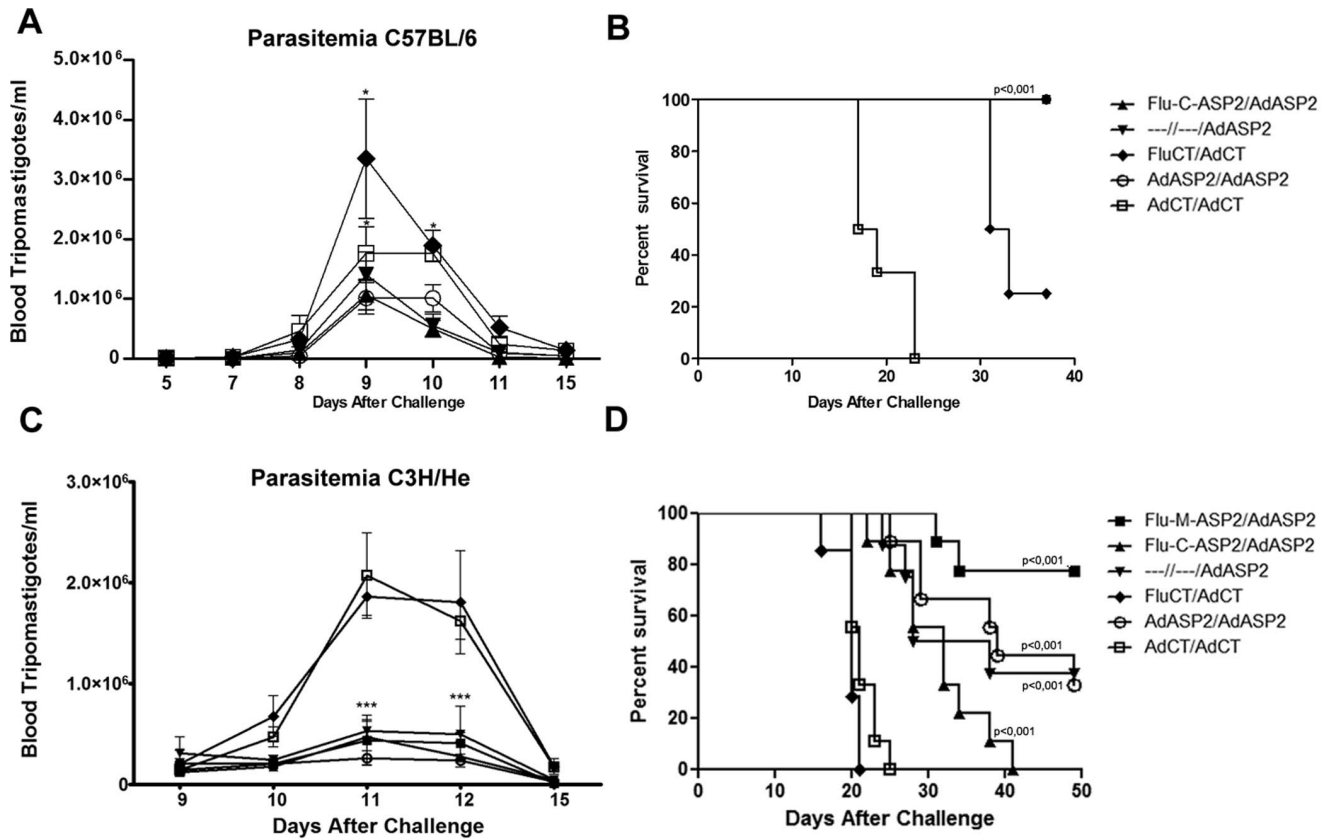 A
Parasitemia C57BL/6
Blood Tripomastigotes/ml
5.0×10⁶
4.0×10⁶
3.0×10⁶
2.0×10⁶
1.0×10⁶
0
*
*
*
5 7 8 9 10 11 15
Days After Challenge
B
Percent survival
100
80
60
40
20
0
p<0,001
0 10 20 30 40
Days After Challenge
Flu-C-ASP2/AdASP2
---//---/AdASP2
FluCT/AdCT
AdASP2/AdASP2
AdCT/AdCT
C
Parasitemia C3H/He
Blood Tripomastigotes/ml
3.0×10⁶
2.0×10⁶
1.0×10⁶
0
***
***
9 10 11 12 15
Days After Challenge
D
Percent survival
100
80
60
40
20
0
p<0,001
p<0,001
p<0,001
p<0,001
0 10 20 30 40 50
Days After Challenge
Flu-M-ASP2/AdASP2
Flu-C-ASP2/AdASP2
---//---/AdASP2
FluCT/AdCT
AdASP2/AdASP2
AdCT/AdCT